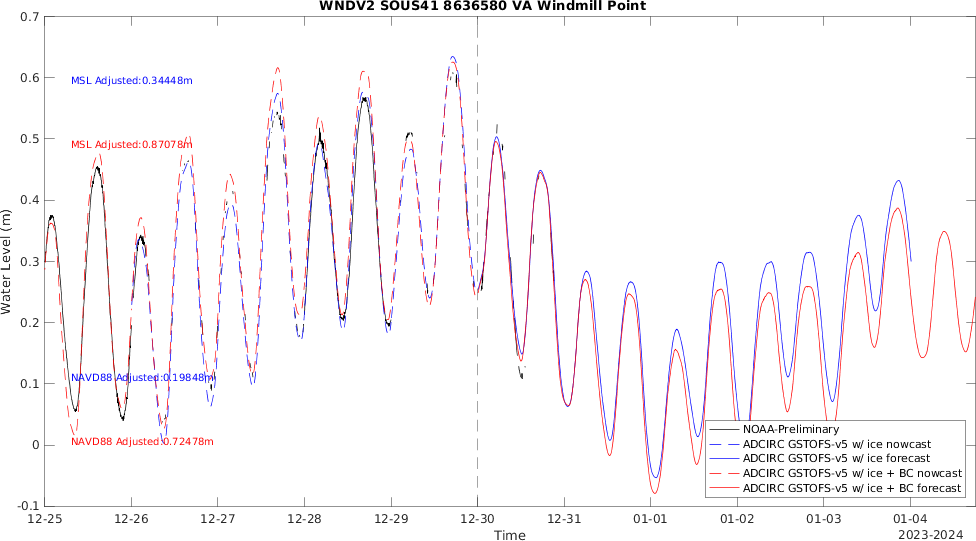 WNDV2 SOUS41 8636580 VA Windmill Point
0.7
0.6
0.5
0.4
0.3
0.2
0.1
0
-0.1
Water Level (m)
MSL Adjusted:0.34448m
MSL Adjusted:0.87078m
NAVD88 Adjusted:0.19848m
NAVD88 Adjusted:0.72478m
NOAA-Preliminary
ADCIRC GSTOFS-v5 w/ ice nowcast
ADCIRC GSTOFS-v5 w/ ice forecast
ADCIRC GSTOFS-v5 w/ ice + BC nowcast
ADCIRC GSTOFS-v5 w/ ice + BC forecast
12-25 12-26 12-27 12-28 12-29 12-30 12-31 01-01 01-02 01-03 01-04
Time
2023-2024